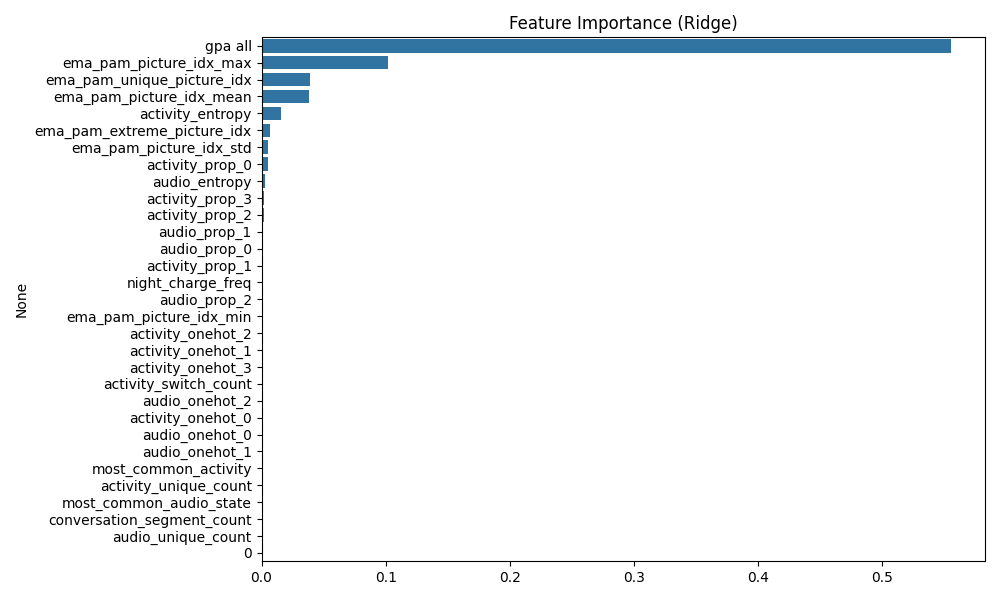 Feature Importance (Ridge)
gpa all
ema_pam_picture_idx_max
ema_pam_unique_picture_idx
ema_pam_picture_idx_mean
activity_entropy
ema_pam_extreme_picture_idx
ema_pam_picture_idx_std
activity_prop_0
audio_entropy
activity_prop_3
activity_prop_2
audio_prop_1
audio_prop_0
activity_prop_1
night_charge_freq
audio_prop_2
ema_pam_picture_idx_min
activity_onehot_2
activity_onehot_1
activity_onehot_3
activity_switch_count
audio_onehot_2
activity_onehot_0
audio_onehot_0
audio_onehot_1
most_common_activity
activity_unique_count
most_common_audio_state
conversation_segment_count
audio_unique_count
0
None
0.0 0.1 0.2 0.3 0.4 0.5